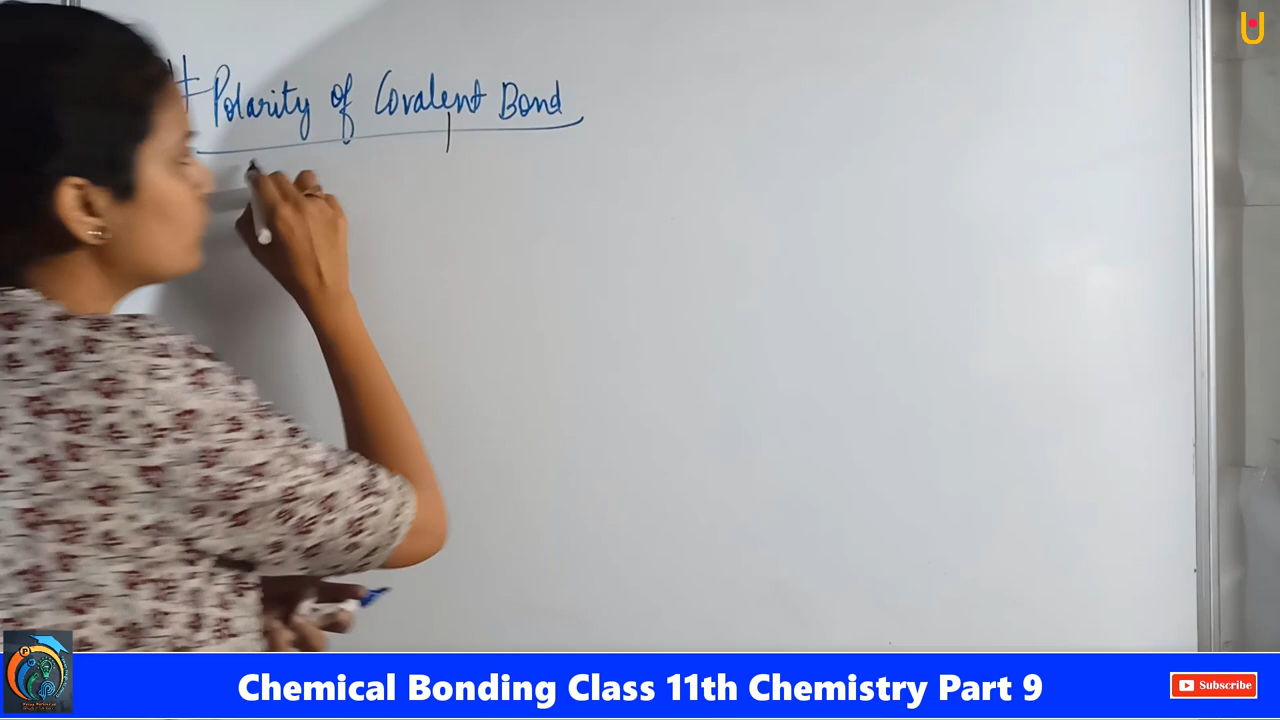 # Polarity of Covalent Bond
Chemical Bonding Class 11th Chemistry Part 9
Subscribe